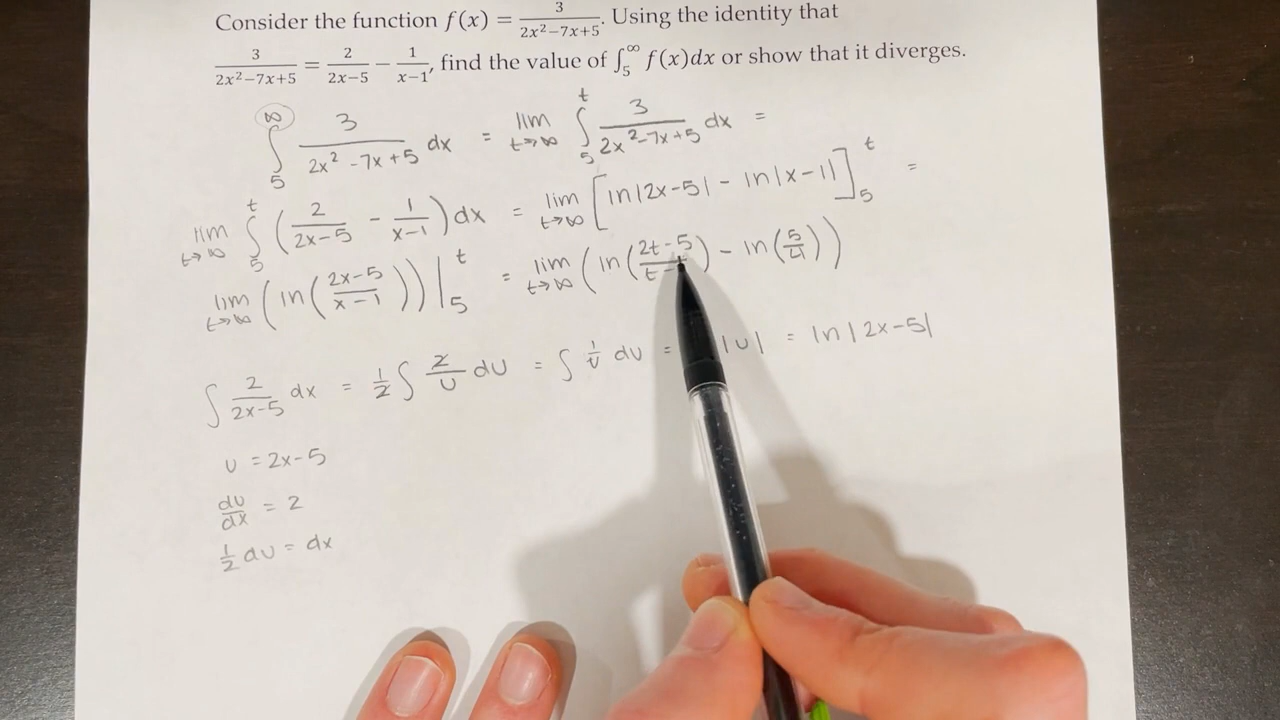 Consider the function f(x) = 3/(2x²−7x+5). Using the identity that
3/(2x²−7x+5) = 2/(2x−5) − 1/(x−1), find the value of ∫₅^∞ f(x)dx or show that it diverges.
∫₅^∞ 3/(2x² −7x+5) dx = lim t→∞ ∫₅^t 3/(2x²−7x+5) dx =
lim t→∞ ∫₅^t (2/(2x−5) − 1/(x−1)) dx = lim t→∞ [ln|2x−5| − ln|x−1|]₅^t =
lim t→∞ (ln((2x−5)/(x−1)))|₅^t = lim t→∞ (ln((2t−5)/(t− )) − ln(5/4))
∫ 2/(2x−5) dx = 1/2 ∫ 2/u du = ∫ 1/u du = |u| = ln|2x−5|
u = 2x−5
du/dx = 2
1/2 du = dx